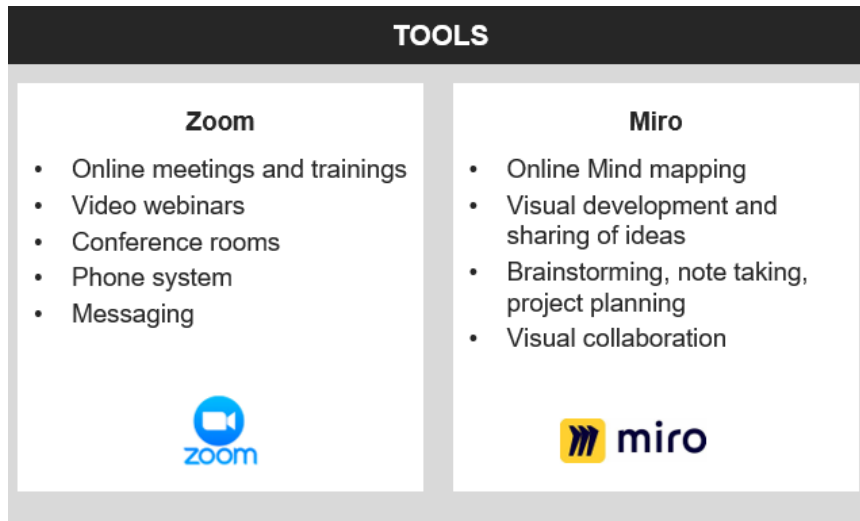 TOOLS
Zoom
• Online meetings and trainings
• Video webinars
• Conference rooms
• Phone system
• Messaging
zoom
Miro
• Online Mind mapping
• Visual development and
sharing of ideas
• Brainstorming, note taking,
project planning
• Visual collaboration
miro